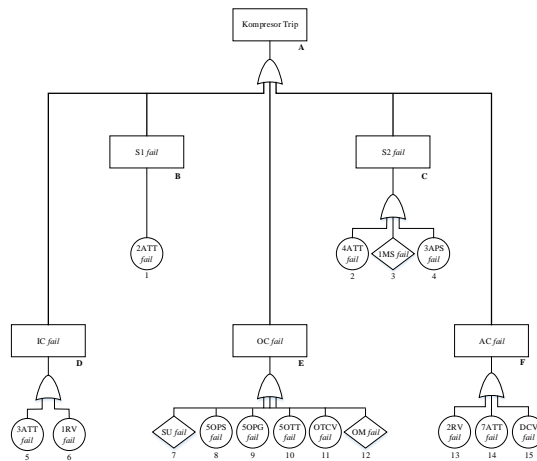 Kompresor Trip
A
S1 fail
B
S2 fail
C
2ATT
fail
1
4ATT
fail
2
1MS fail
3
3APS
fail
4
IC fail
D
OC fail
E
AC fail
F
3ATT
fail
5
1RV
fail
6
SU fail
7
5OPS
fail
8
5OPG
fail
9
5OTT
fail
10
OTCV
fail
11
OM fail
12
2RV
fail
13
7ATT
fail
14
DCV
fail
15